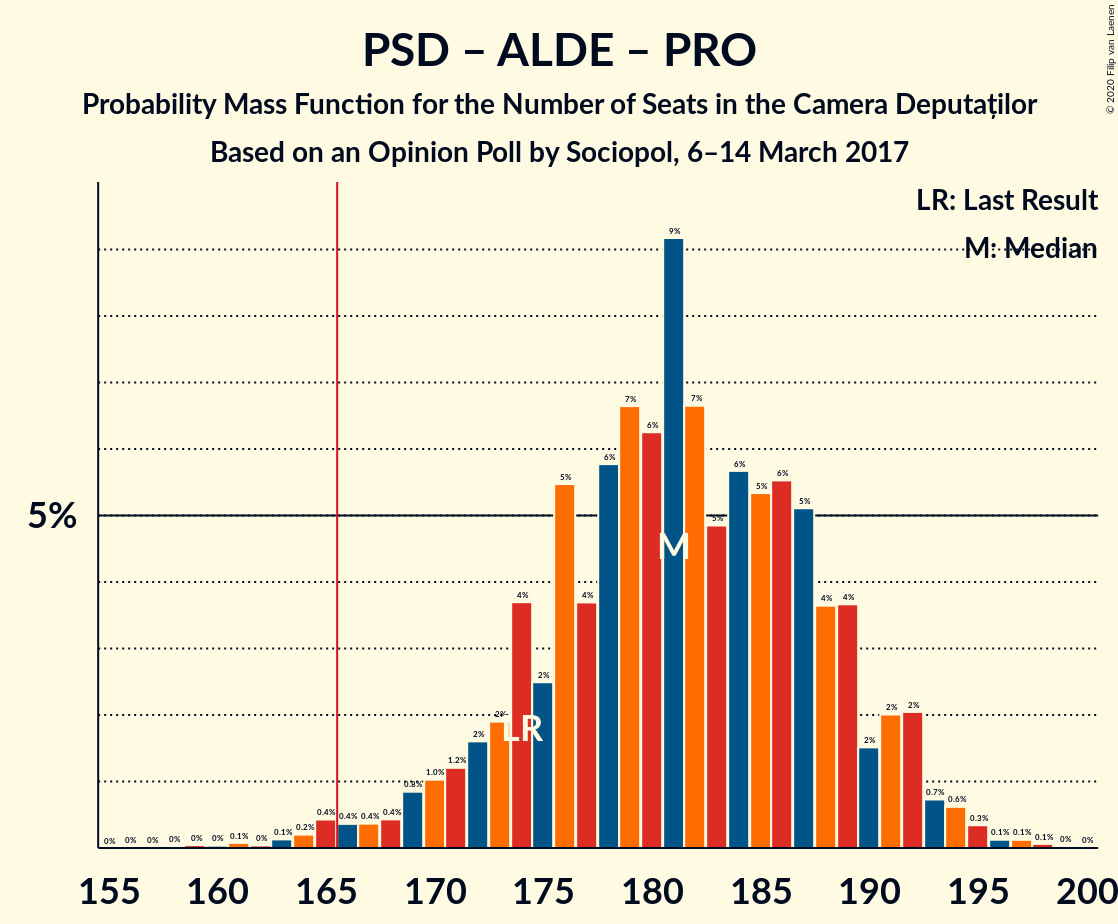 PSD – ALDE – PRO
Probability Mass Function for the Number of Seats in the Camera Deputaților
Based on an Opinion Poll by Sociopol, 6–14 March 2017
© 2020 Filip van Laenen
LR: Last Result
M: Median
5%
0% 0% 0% 0% 0% 0% 0.1% 0% 0.1% 0.2% 0.4% 0.4% 0.4% 0.4% 0.8% 1.0% 1.2% 2% 2% 4% 2% 5% 4% 6% 7% 6% 9% 7% 5% 6% 5% 6% 5% 4% 4% 2% 2% 2% 0.7% 0.6% 0.3% 0.1% 0.1% 0.1% 0% 0%
M
LR
155 160 165 170 175 180 185 190 195 200